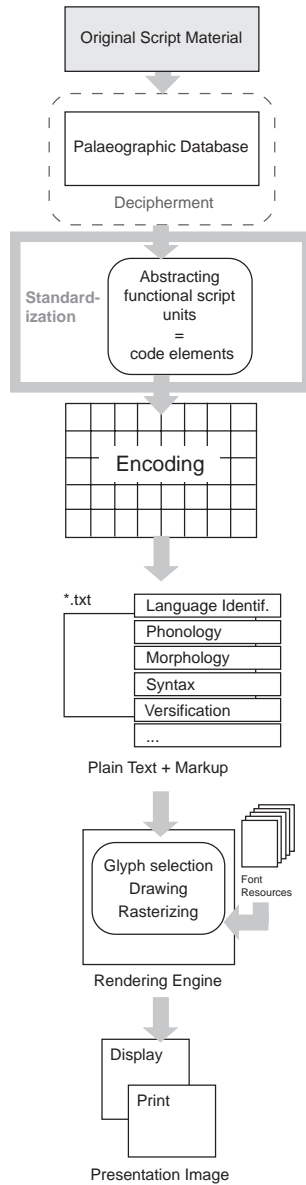 Original Script Material
Palaeographic Database
Decipherment
Standard-
ization
Abstracting
functional script
units
=
code elements
Encoding
*.txt
Language Identif.
Phonology
Morphology
Syntax
Versification
...
Plain Text + Markup
Glyph selection
Drawing
Rasterizing
Font
Resources
Rendering Engine
Display
Print
Presentation Image